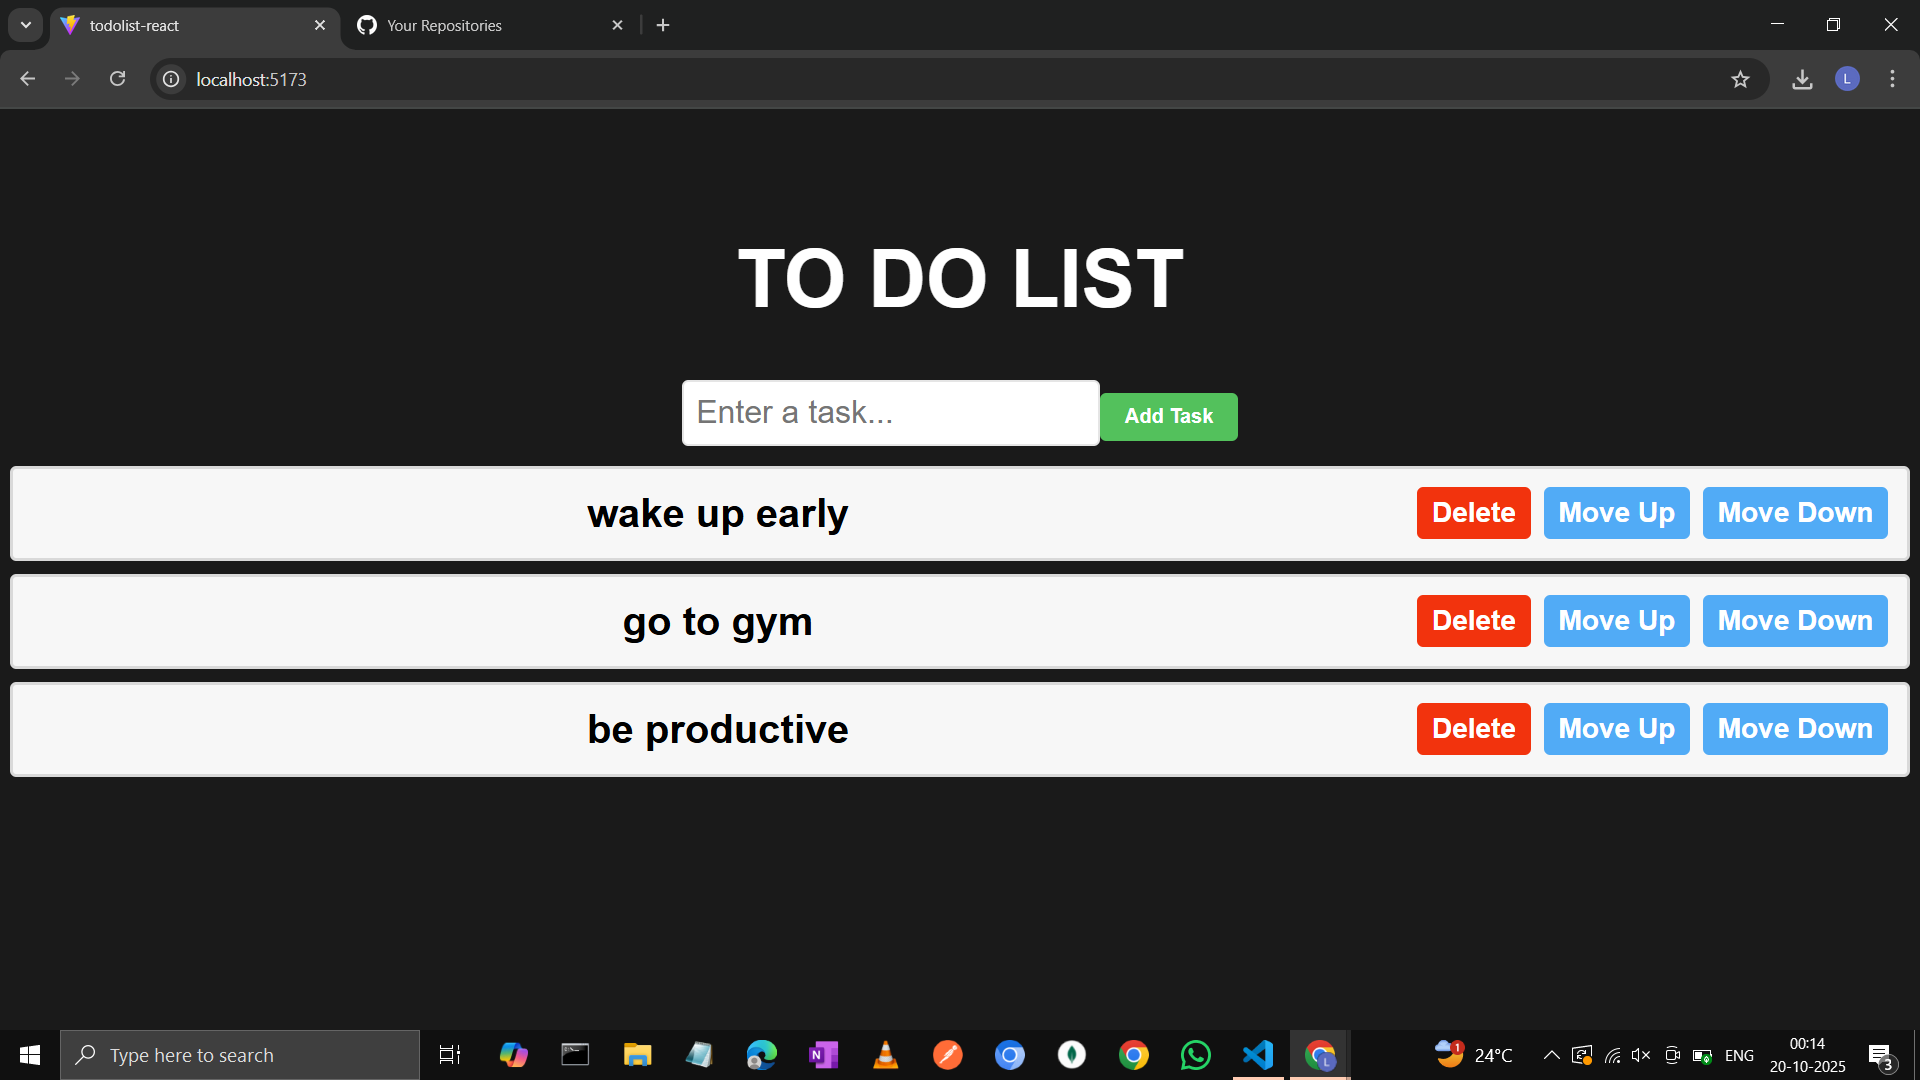 todolist-react
Your Repositories
localhost:5173
L
TO DO LIST
Enter a task...
Add Task
wake up early
Delete
Move Up
Move Down
go to gym
Delete
Move Up
Move Down
be productive
Delete
Move Up
Move Down
Type here to search
N
L
1
24°C
ENG
00:14
20-10-2025
3